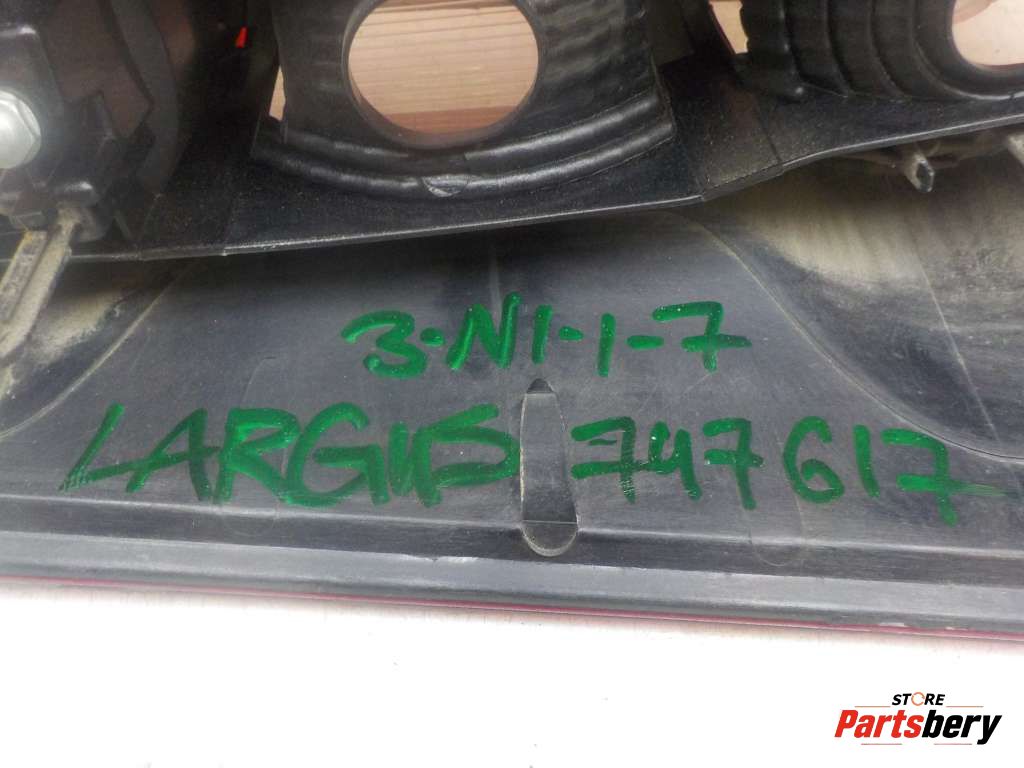 3-N1-1-7
LARGUS 747617
STORE
Partsbery